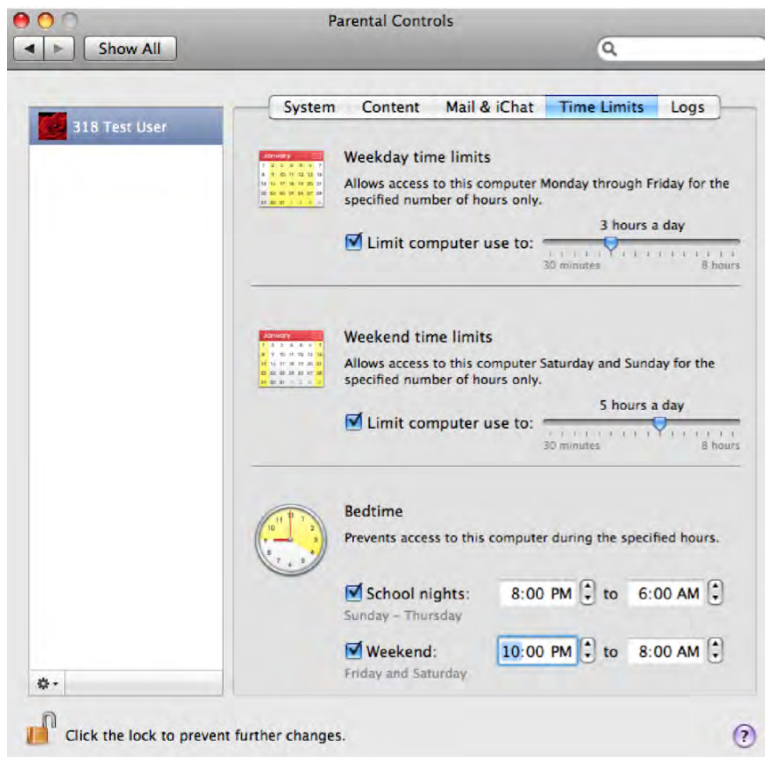 Parental Controls
Show All
System Content Mail & iChat Time Limits Logs
318 Test User
January
Weekday time limits
Allows access to this computer Monday through Friday for the
specified number of hours only.
3 hours a day
Limit computer use to:
30 minutes 8 hours
January
Weekend time limits
Allows access to this computer Saturday and Sunday for the
specified number of hours only.
5 hours a day
Limit computer use to:
30 minutes 8 hours
Bedtime
Prevents access to this computer during the specified hours.
School nights: 8:00 PM to 6:00 AM
Sunday – Thursday
Weekend: 10:00 PM to 8:00 AM
Friday and Saturday
Click the lock to prevent further changes.
?